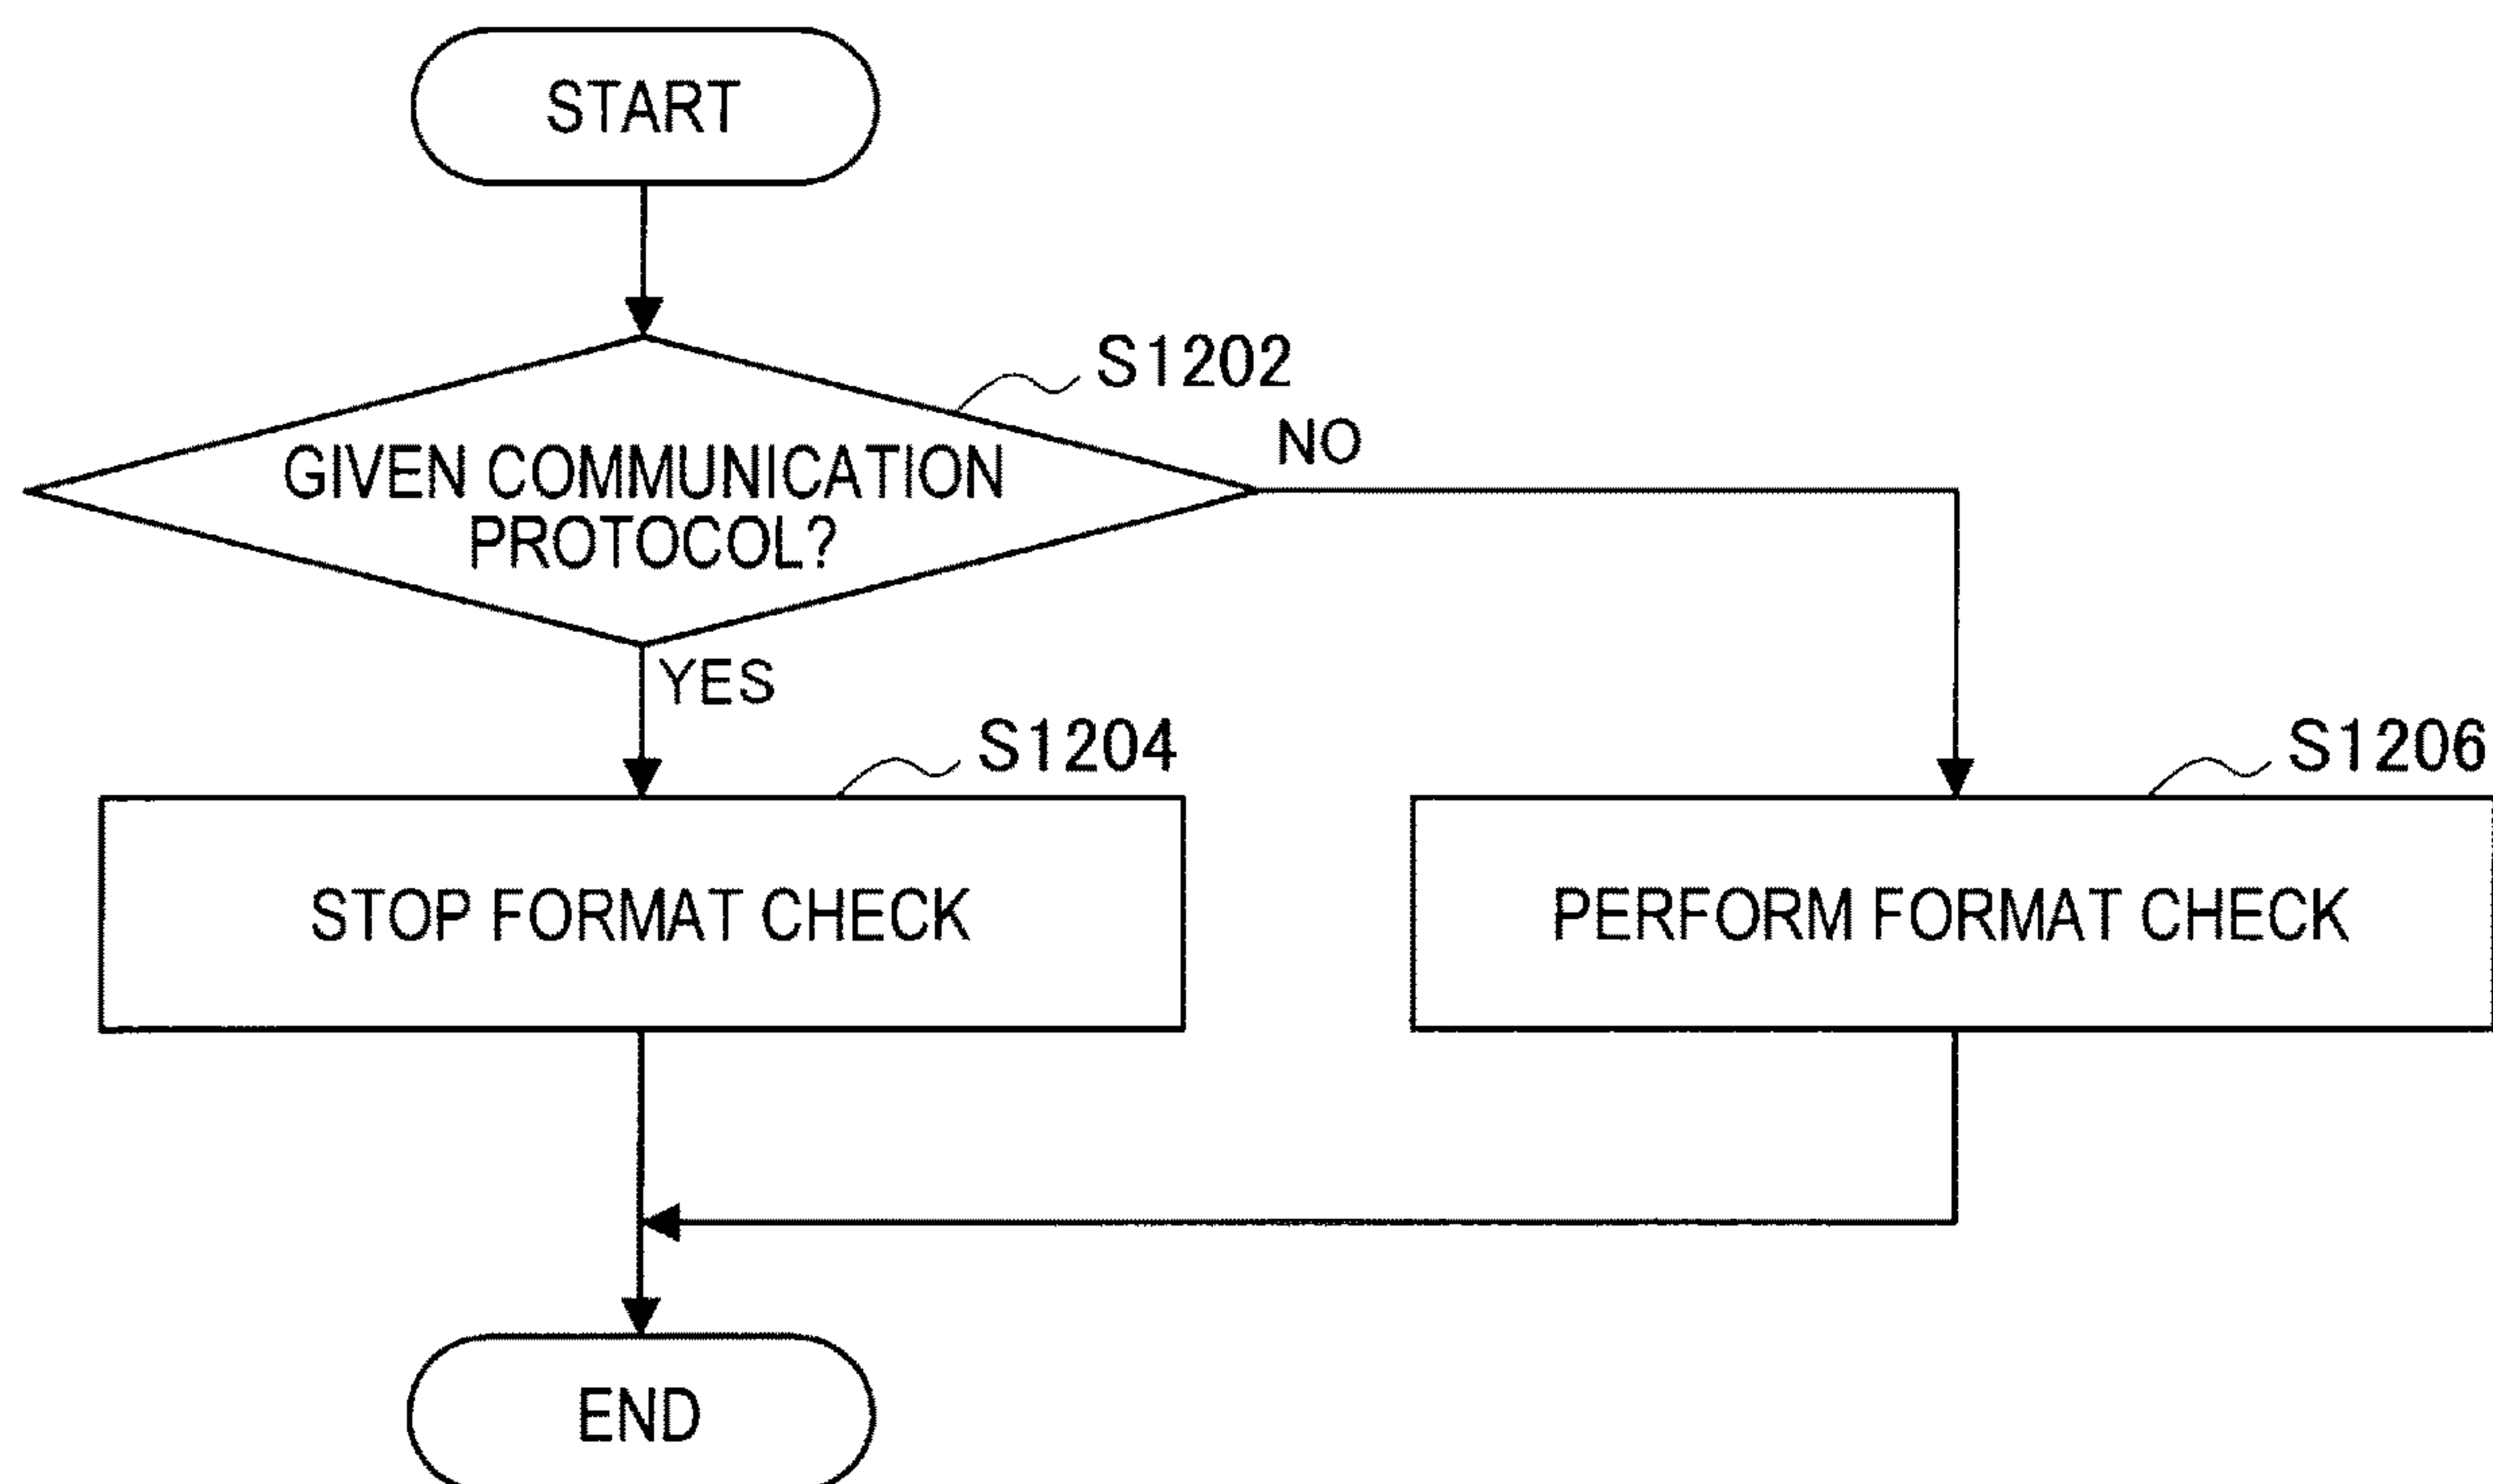 START
S1202
GIVEN COMMUNICATION
PROTOCOL?
NO
YES
S1204
S1206
STOP FORMAT CHECK
PERFORM FORMAT CHECK
END